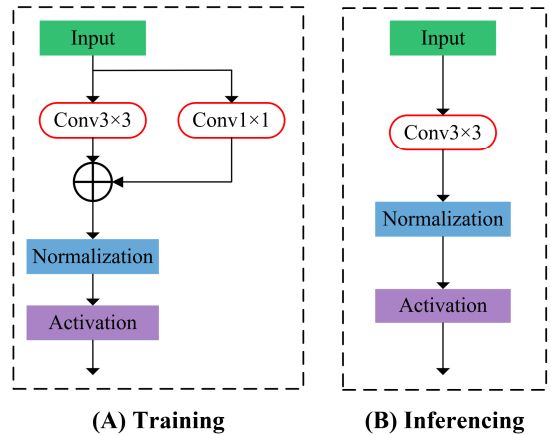 Input
Conv3×3
Conv1×1
Normalization
Activation
(A) Training
Input
Conv3×3
Normalization
Activation
(B) Inferencing